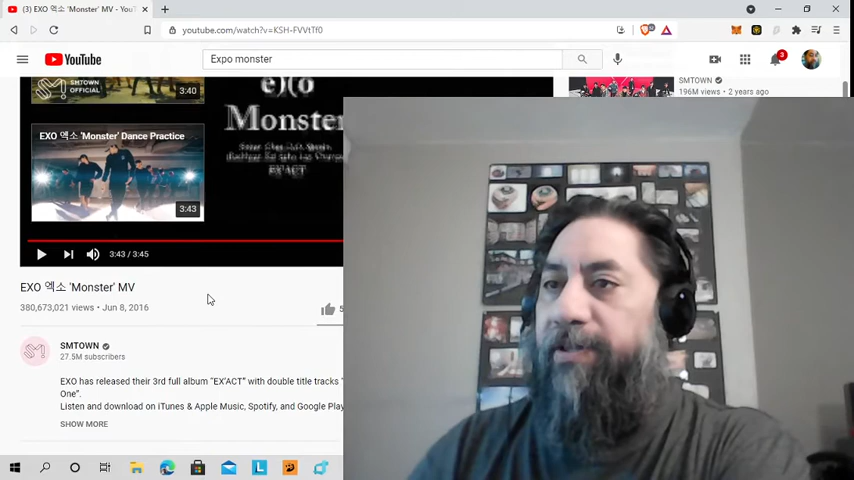 (3) EXO 엑소 'Monster' MV - YouT
youtube.com/watch?v=KSH-FVVtTf0
YouTube
Expo monster
3
SMTOWN
196M views • 2 years ago
SMTOWN
OFFICIAL
3:40
e)(o
Monster
EX'ACT
EXO 엑소 'Monster' Dance Practice
3:43
3:43 / 3:45
EXO 엑소 'Monster' MV
380,673,021 views • Jun 8, 2016
5
SMTOWN
27.5M subscribers
EXO has released their 3rd full album "EX'ACT" with double title tracks "
One".
Listen and download on iTunes & Apple Music, Spotify, and Google Play
SHOW MORE